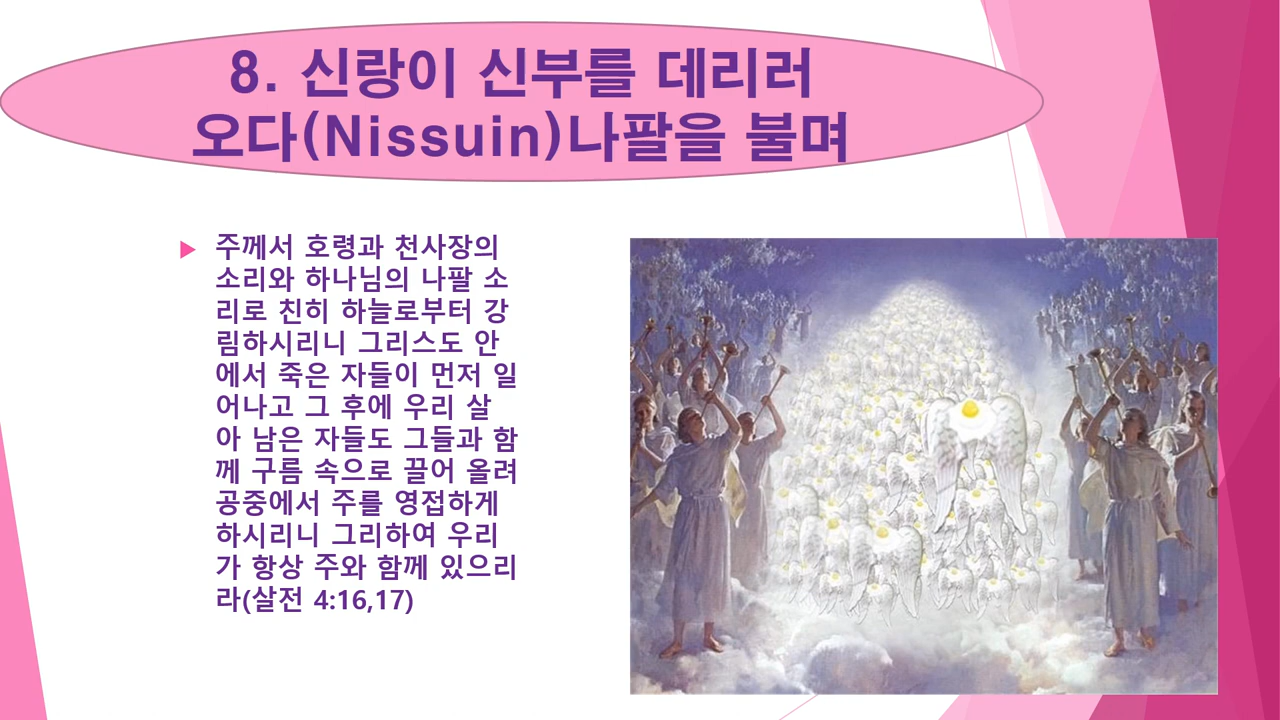 8. 신랑이 신부를 데리러
오다(Nissuin)나팔을 불며
주께서 호령과 천사장의
소리와 하나님의 나팔 소
리로 친히 하늘로부터 강
림하시리니 그리스도 안
에서 죽은 자들이 먼저 일
어나고 그 후에 우리 살
아 남은 자들도 그들과 함
께 구름 속으로 끌어 올려
공중에서 주를 영접하게
하시리니 그리하여 우리
가 항상 주와 함께 있으리
라(살전 4:16,17)